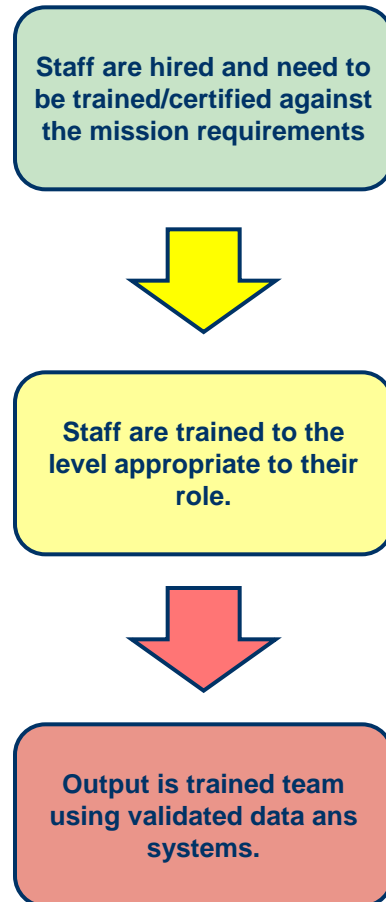 Staff are hired and need to
be trained/certified against
the mission requirements
Staff are trained to the
level appropriate to their
role.
Output is trained team
using validated data ans
systems.